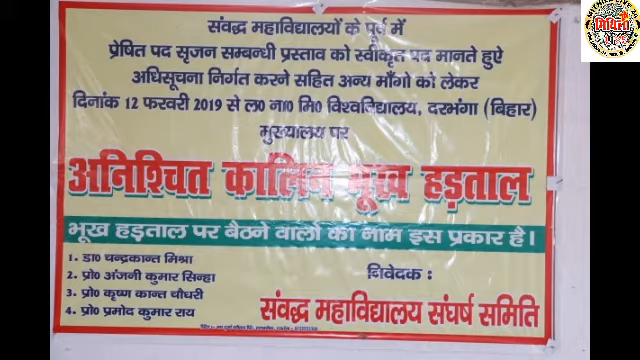 संवद्ध महाविद्यालयों के पूर्व में
प्रेषित पद सृजन सम्बन्धी प्रस्ताव को स्वीकृत पद मानते हुऐ
अधिसूचना निर्गत करने सहित अन्य माँगो को लेकर
दिनांक 12 फरवरी 2019 से ल० ना० मि० विश्वविद्यालय, दरभंगा (बिहार)
मुख्यालय पर
अनिश्चित कालिन भूख हड़ताल
भूख हड़ताल पर बैठने वालों का नाम इस प्रकार है।
1. डा० चन्द्रकान्त मिश्रा
2. प्रो० अंजनी कुमार सिन्हा
3. प्रो० कृष्ण कान्त चौधरी
4. प्रो० प्रमोद कुमार राय
निवेदक :
संवद्ध महाविद्यालय संघर्ष समिति
मिथिला